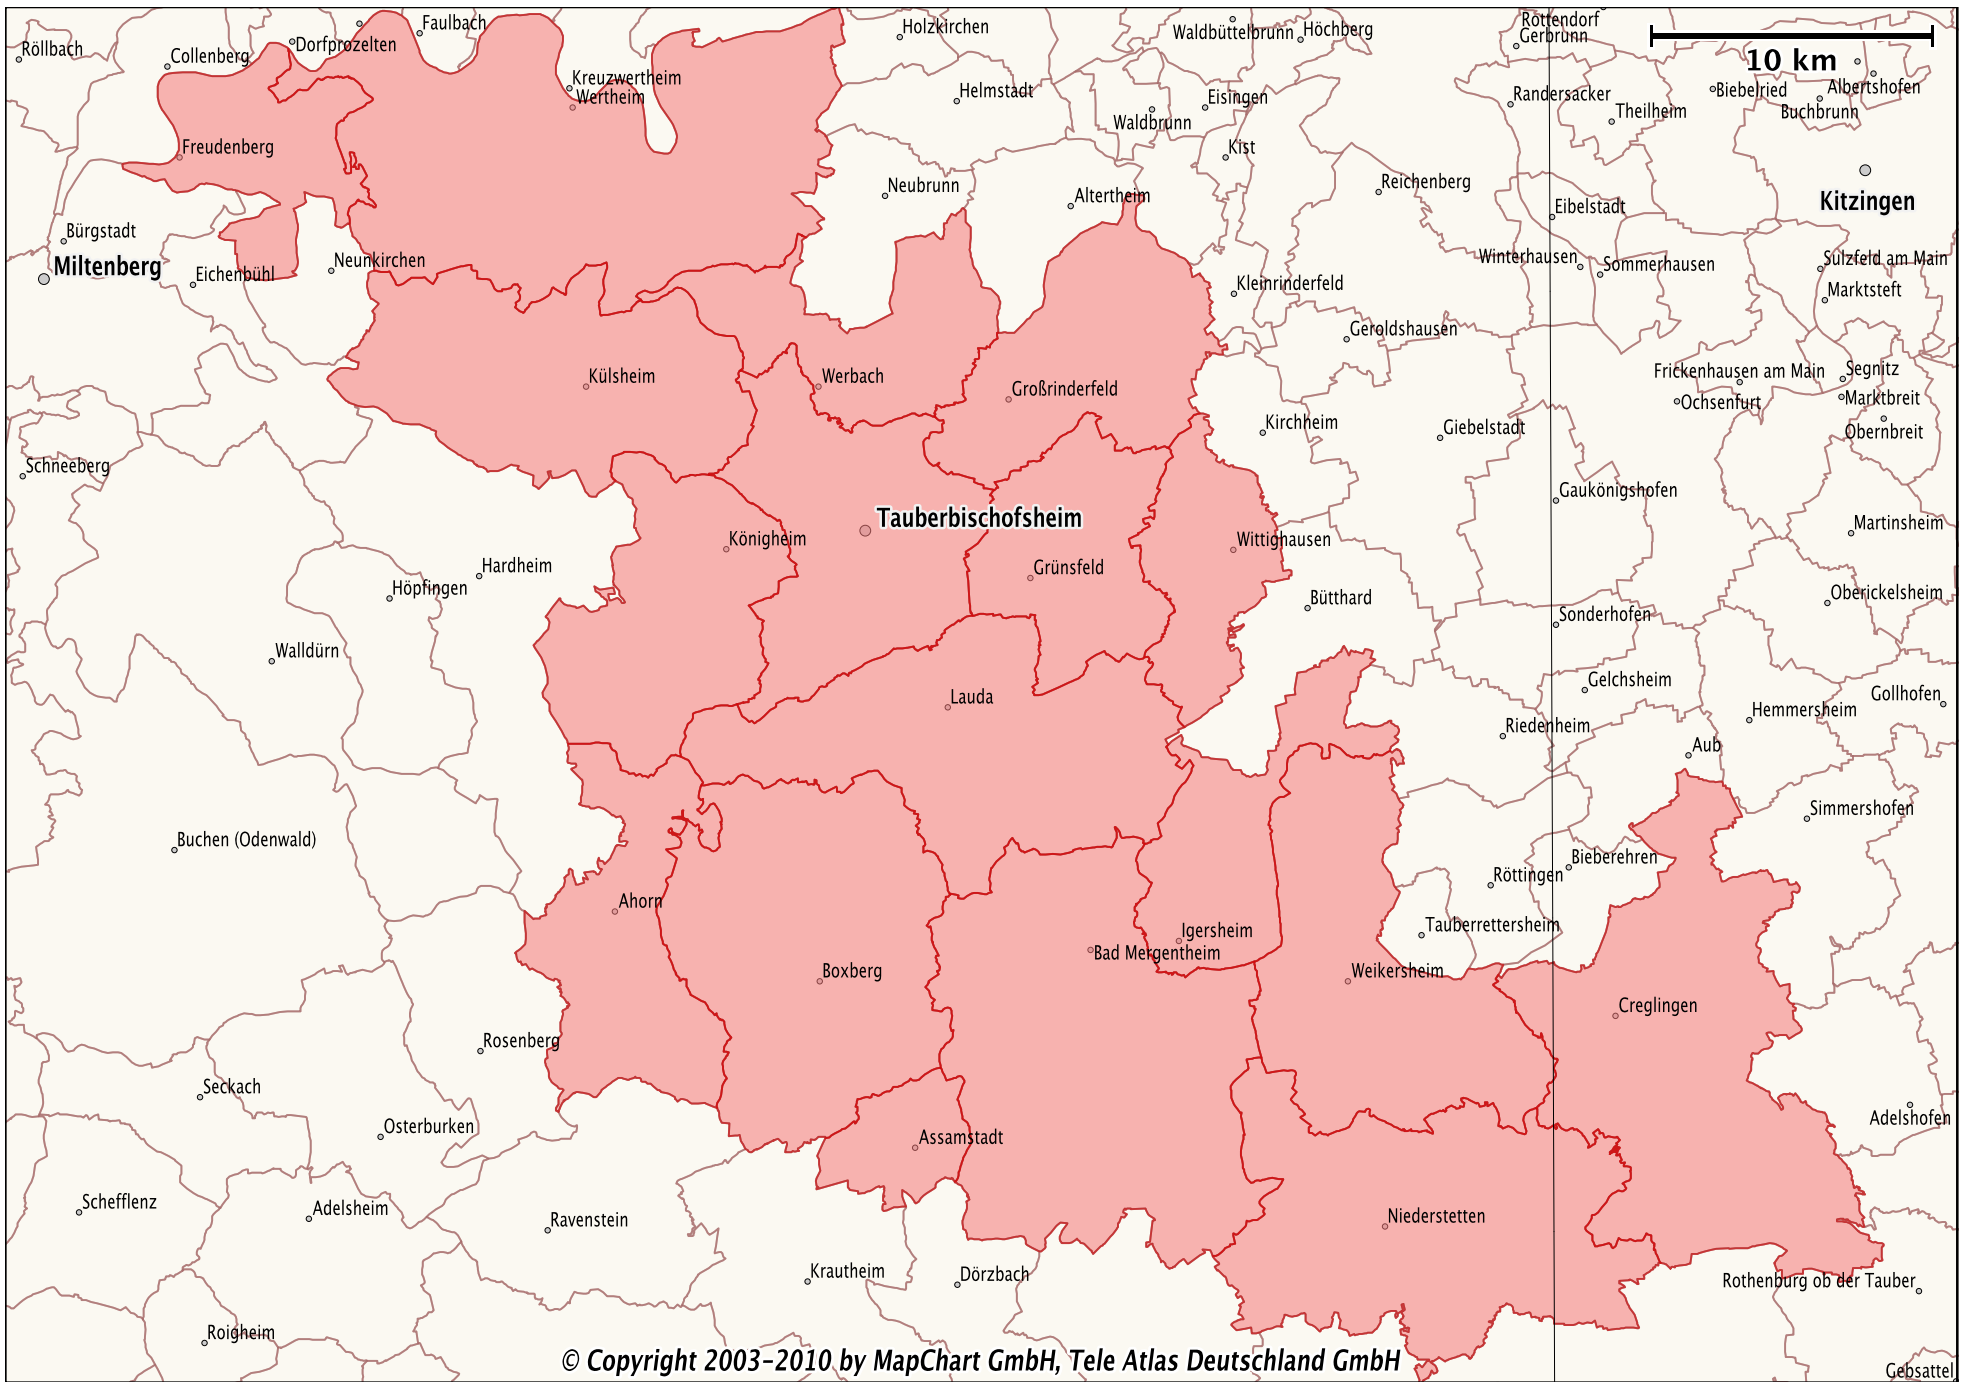 Röllbach
Collenberg
Dorfprozelten
Faulbach
Holzkirchen
Waldbüttelbrunn
Höchberg
Rottendorf
Gerbrunn
10 km
Kreuzwertheim
Wertheim
Helmstadt
Eisingen
Waldbrunn
Randersacker
Theilheim
Biebelried
Albertshofen
Buchbrunn
Freudenberg
Neubrunn
Altertheim
Kist
Reichenberg
Eibelstadt
Kitzingen
Bürgstadt
Miltenberg
Eichenbühl
Neunkirchen
Kleinrinderfeld
Winterhausen
Sommerhausen
Sulzfeld am Main
Marktsteft
Geroldshausen
Külsheim
Werbach
Großrinderfeld
Frickenhausen am Main
Segnitz
Ochsenfurt
Marktbreit
Obernbreit
Kirchheim
Giebelstadt
Schneeberg
Gaukönigshofen
Martinsheim
Tauberbischofsheim
Königheim
Wittighausen
Grünsfeld
Hardheim
Höpfingen
Bütthard
Sonderhofen
Oberickelsheim
Walldürn
Lauda
Gelchsheim
Gollhofen
Hemmersheim
Riedenheim
Aub
Simmershofen
Buchen (Odenwald)
Bieberehren
Röttingen
Ahorn
Tauberrettersheim
Igersheim
Bad Mergentheim
Boxberg
Weikersheim
Creglingen
Rosenberg
Seckach
Osterburken
Assamstadt
Adelshofen
Schefflenz
Adelsheim
Ravenstein
Niederstetten
Krautheim
Dörzbach
Rothenburg ob der Tauber
Roigheim
© Copyright 2003-2010 by MapChart GmbH, Tele Atlas Deutschland GmbH
Gebsattel